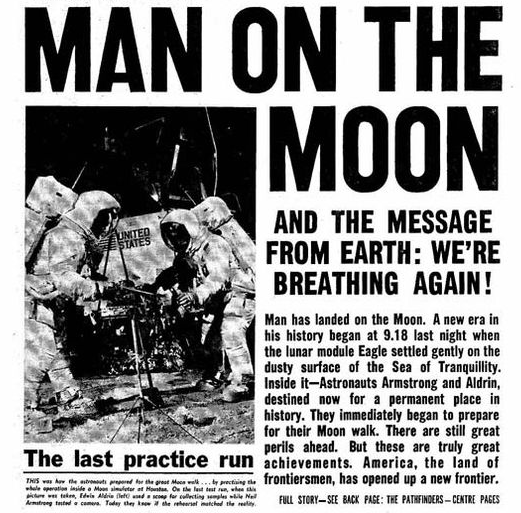 MAN ON THE
MOON
AND THE MESSAGE
FROM EARTH: WE'RE
BREATHING AGAIN!
Man has landed on the Moon. A new era in
his history began at 9.18 last night when
the lunar module Eagle settled gently on the
dusty surface of the Sea of Tranquillity.
Inside it—Astronauts Armstrong and Aldrin,
destined now for a permanent place in
history. They immediately began to prepare
for their Moon walk. There are still great
perils ahead. But these are truly great
achievements. America, the land of
frontiersmen, has opened up a new frontier.
FULL STORY—SEE BACK PAGE: THE PATHFINDERS—CENTRE PAGES
UNITED
STATES
The last practice run
THIS was how the astronauts prepared for the great Moon walk . . . by practising the
whole operation inside a Moon simulator at Houston. On the last test run, when this
picture was taken, Edwin Aldrin (left) used a scoop for collecting samples while Neil
Armstrong tested a camera. Today they know if the rehearsal matched the reality.